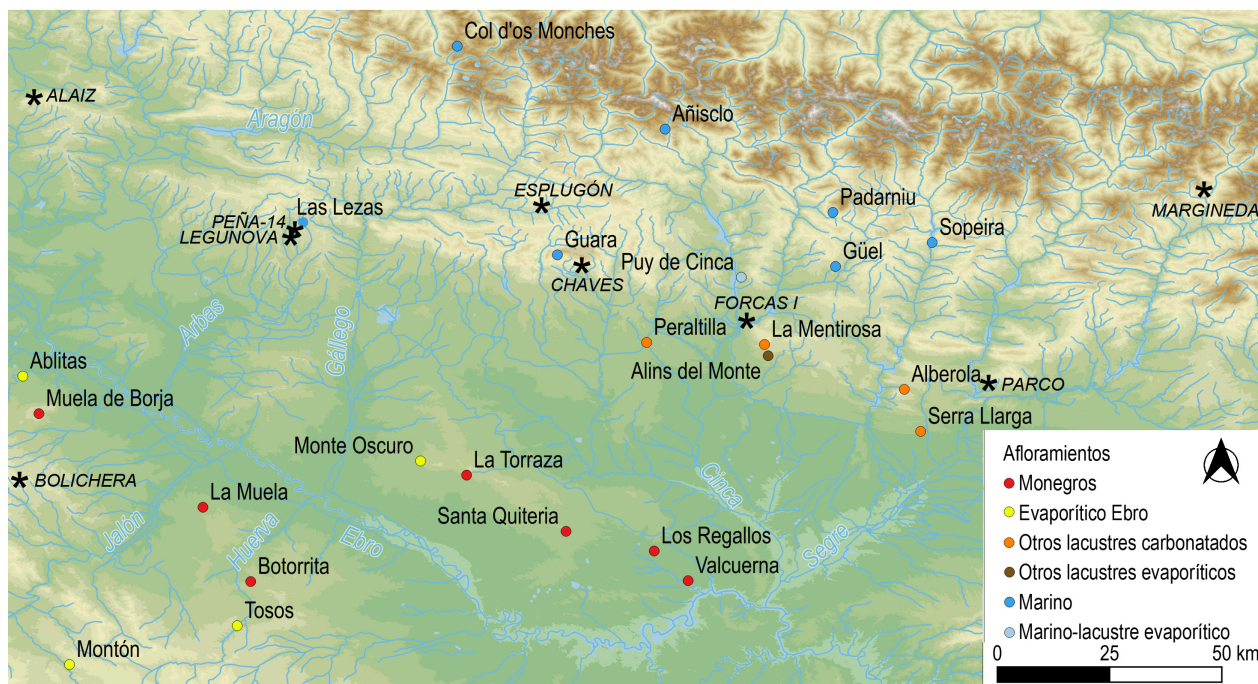 Col d'os Monches
ALAIZ
Añisclo
Aragón
ESPLUGÓN
MARGINEDA
PEÑA-14
Las Lezas
LEGUNOVA
Padarniu
Sopeira
Guara
Puy de Cinca
Güel
CHAVES
FORCAS I
Arbas
Gállego
Peraltilla
La Mentirosa
Ablitas
Alins del Monte
Alberola
PARCO
Muela de Borja
Serra Llarga
Monte Oscuro
La Torraza
BOLICHERA
Cinca
La Muela
Santa Quiteria
Jalón
Huelva
Ebro
Segre
Los Regallos
Valcuerna
Botorrita
Tosos
Montón
Afloramientos
Monegros
Evaporítico Ebro
Otros lacustres carbonatados
Otros lacustres evaporíticos
Marino
Marino-lacustre evaporítico
0 25 50 km